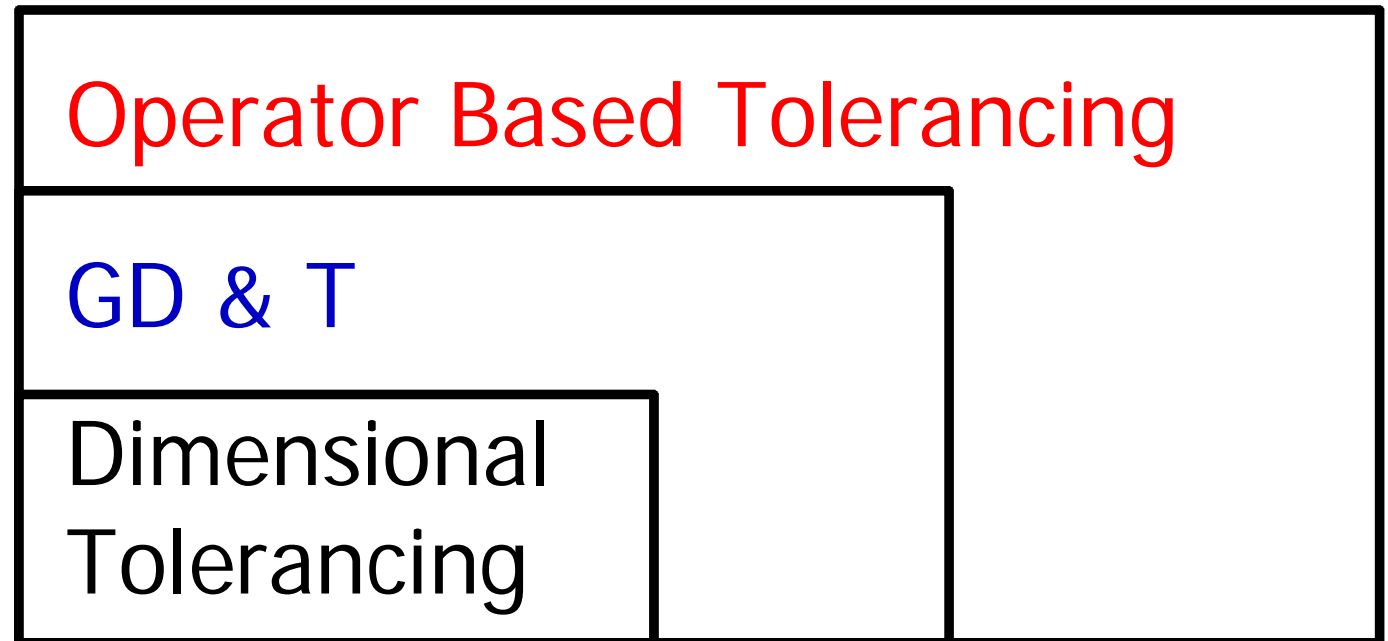 Operator Based Tolerancing
GD & T
Dimensional
Tolerancing